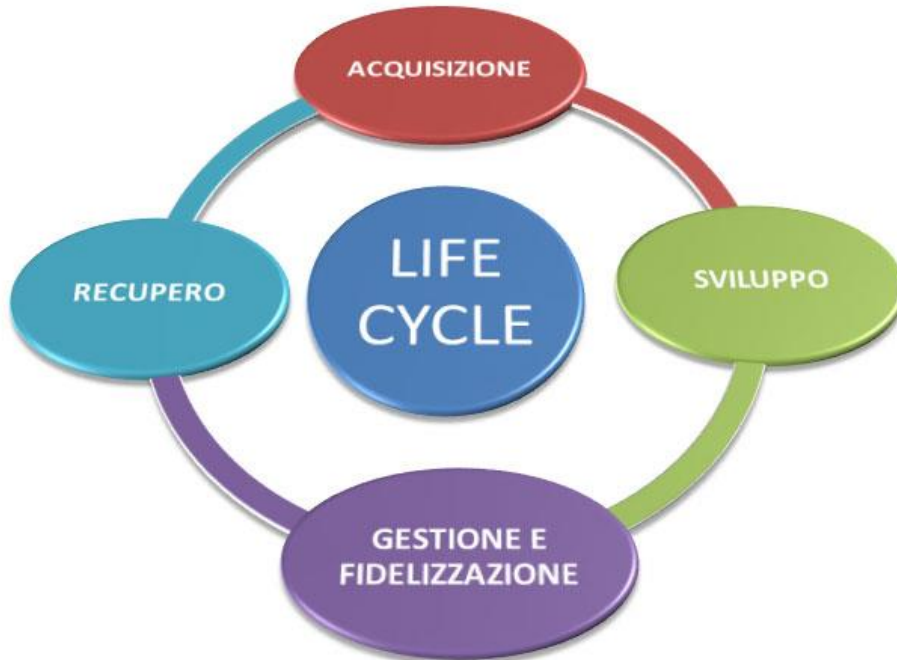 ACQUISIZIONE
RECUPERO
LIFE
CYCLE
SVILUPPO
GESTIONE E
FIDELIZZAZIONE